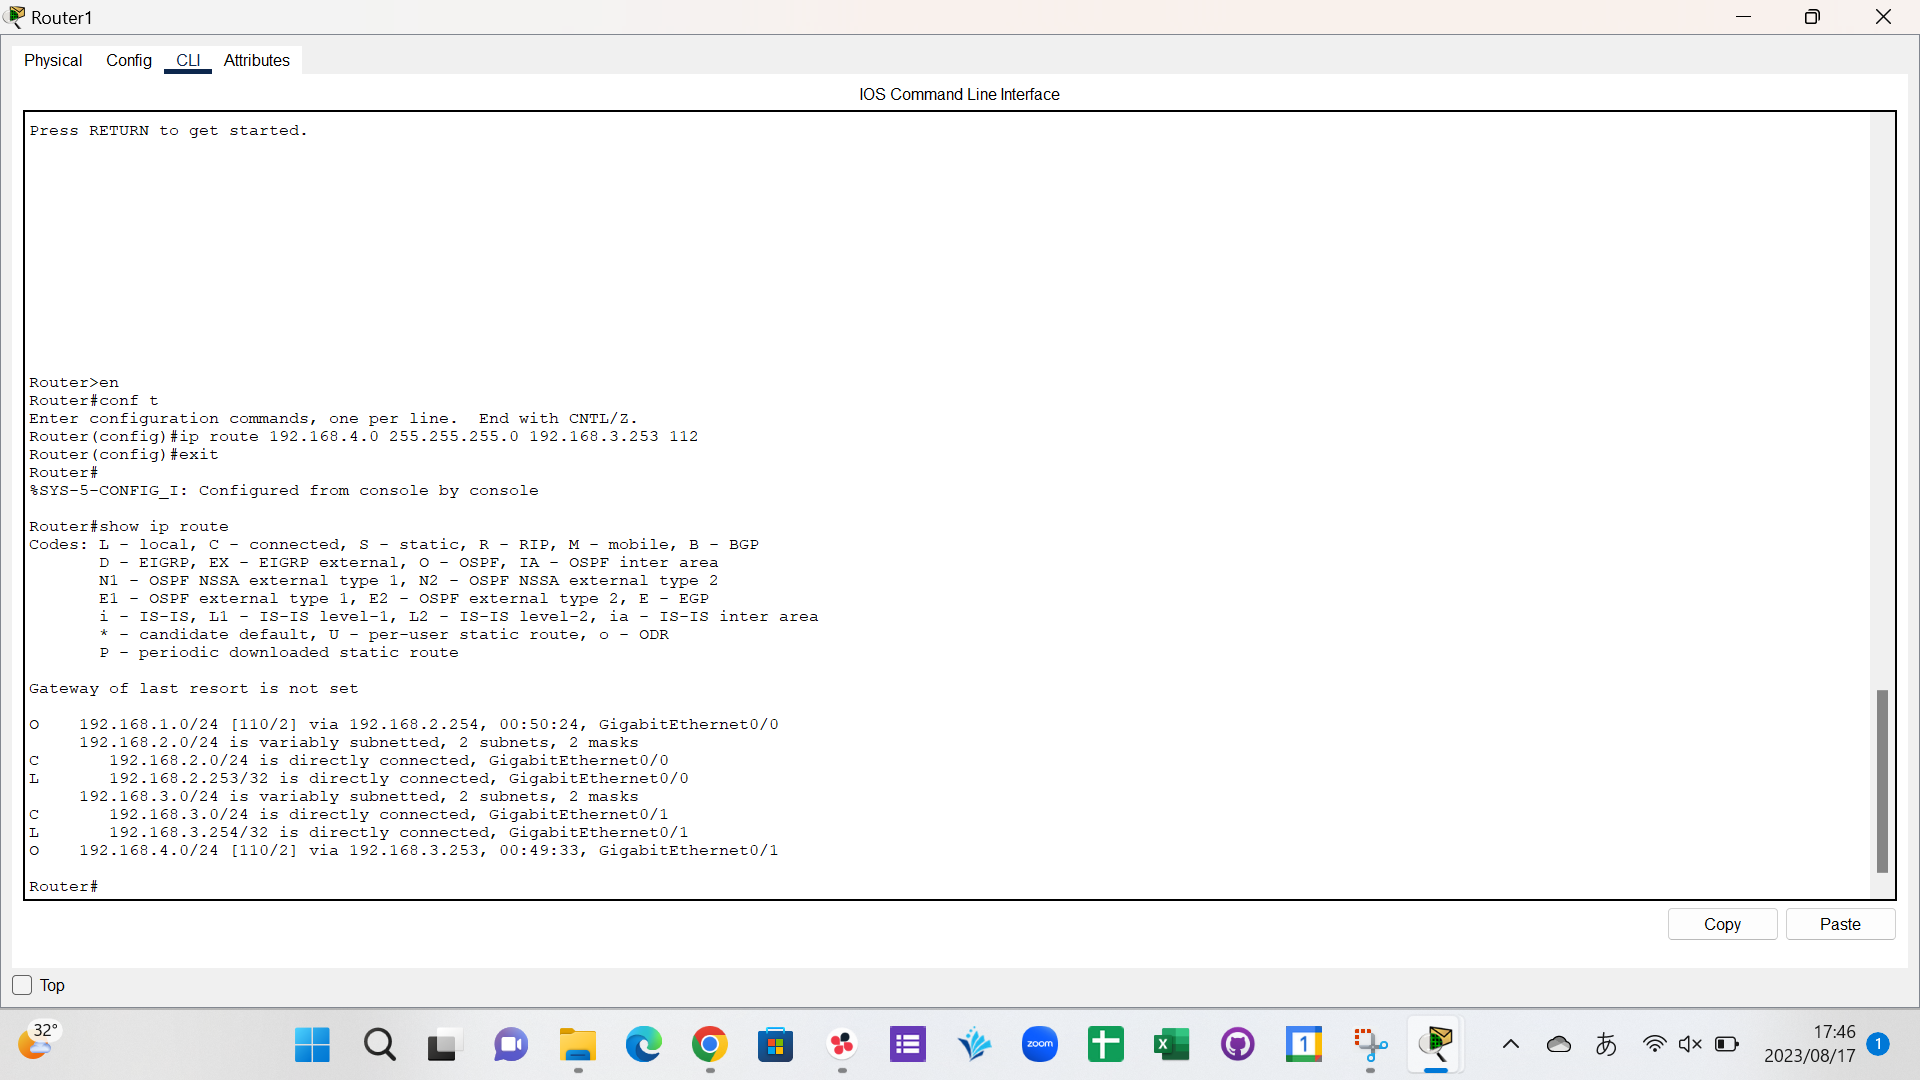 Router1
Physical Config CLI Attributes
IOS Command Line Interface
Press RETURN to get started.
Router>en
Router#conf t
Enter configuration commands, one per line.  End with CNTL/Z.
Router(config)#ip route 192.168.4.0 255.255.255.0 192.168.3.253 112
Router(config)#exit
Router#
%SYS-5-CONFIG_I: Configured from console by console
Router#show ip route
Codes: L - local, C - connected, S - static, R - RIP, M - mobile, B - BGP
       D - EIGRP, EX - EIGRP external, O - OSPF, IA - OSPF inter area
       N1 - OSPF NSSA external type 1, N2 - OSPF NSSA external type 2
       E1 - OSPF external type 1, E2 - OSPF external type 2, E - EGP
       i - IS-IS, L1 - IS-IS level-1, L2 - IS-IS level-2, ia - IS-IS inter area
       * - candidate default, U - per-user static route, o - ODR
       P - periodic downloaded static route
Gateway of last resort is not set
O    192.168.1.0/24 [110/2] via 192.168.2.254, 00:50:24, GigabitEthernet0/0
     192.168.2.0/24 is variably subnetted, 2 subnets, 2 masks
C       192.168.2.0/24 is directly connected, GigabitEthernet0/0
L       192.168.2.253/32 is directly connected, GigabitEthernet0/0
     192.168.3.0/24 is variably subnetted, 2 subnets, 2 masks
C       192.168.3.0/24 is directly connected, GigabitEthernet0/1
L       192.168.3.254/32 is directly connected, GigabitEthernet0/1
O    192.168.4.0/24 [110/2] via 192.168.3.253, 00:49:33, GigabitEthernet0/1
Router#
Copy Paste
Top
32°
zoom
X
1
あ
17:46
2023/08/17
1